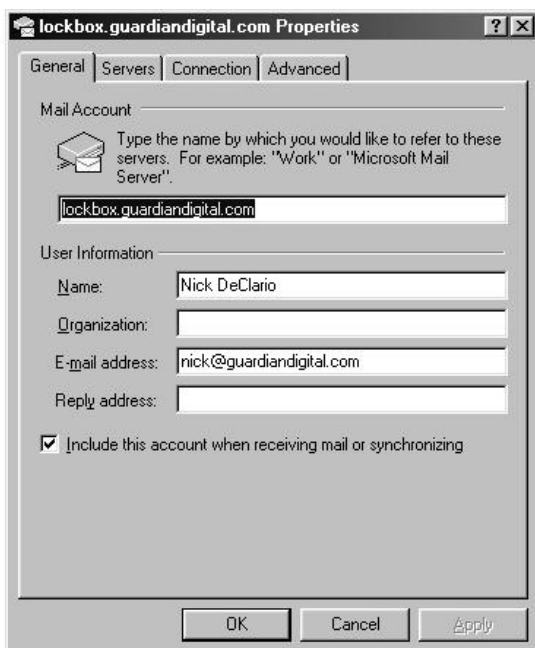 lockbox.guardiandigital.com Properties
General Servers Connection Advanced
Mail Account
Type the name by which you would like to refer to these
servers. For example: "Work" or "Microsoft Mail
Server".
lockbox.guardiandigital.com
User Information
Name: Nick DeClario
Organization:
E-mail address: nick@guardiandigital.com
Reply address:
Include this account when receiving mail or synchronizing
OK Cancel Apply